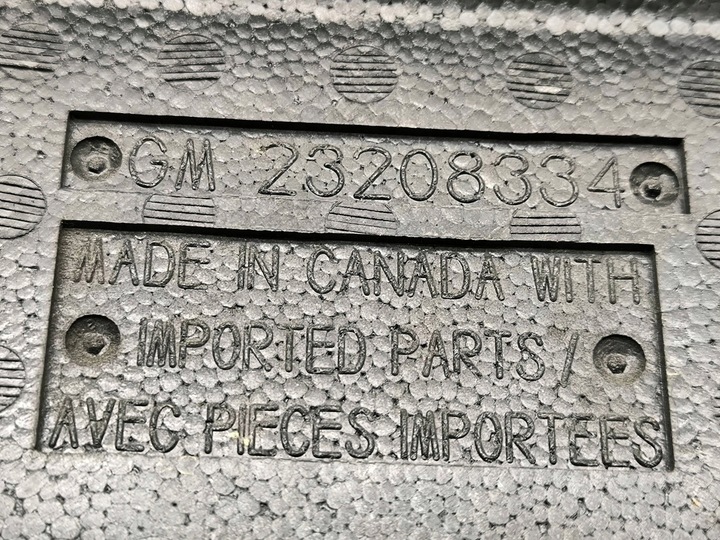 GM 23208334
MADE IN CANADA WITH
IMPORTED PARTS /
AVEC PIECES IMPORTEES